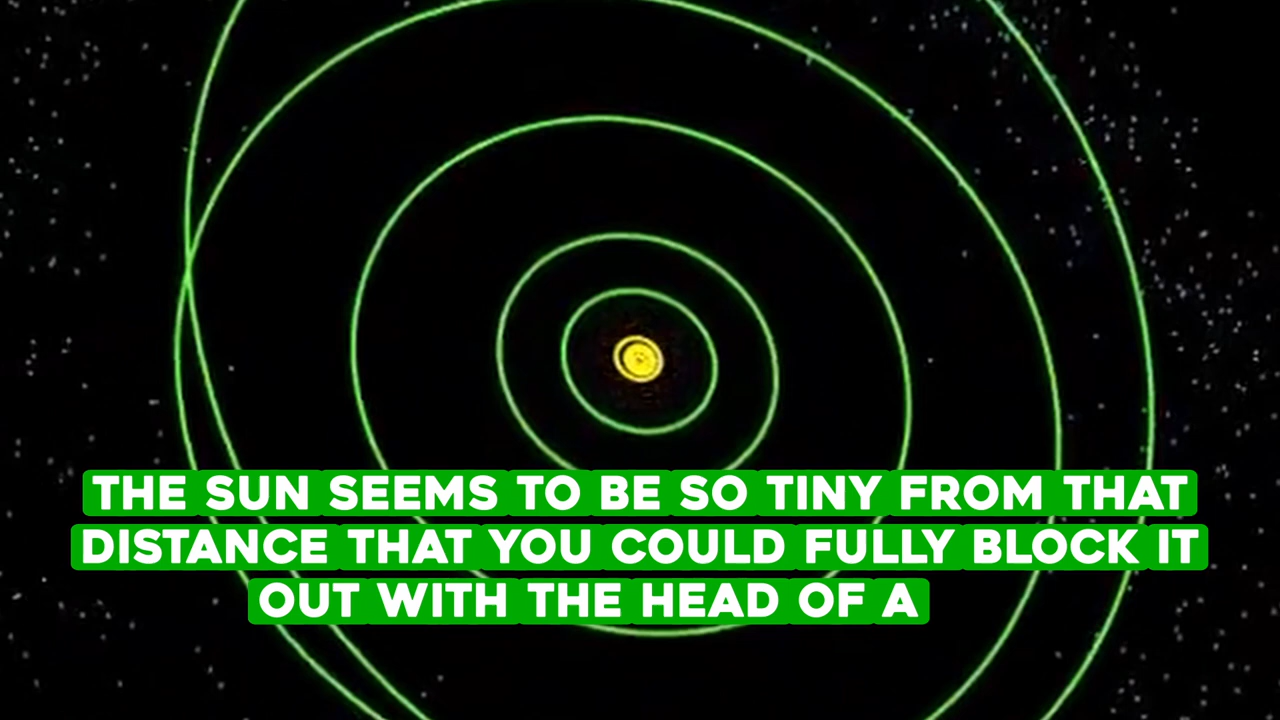 THE SUN SEEMS TO BE SO TINY FROM THAT
DISTANCE THAT YOU COULD FULLY BLOCK IT
OUT WITH THE HEAD OF A